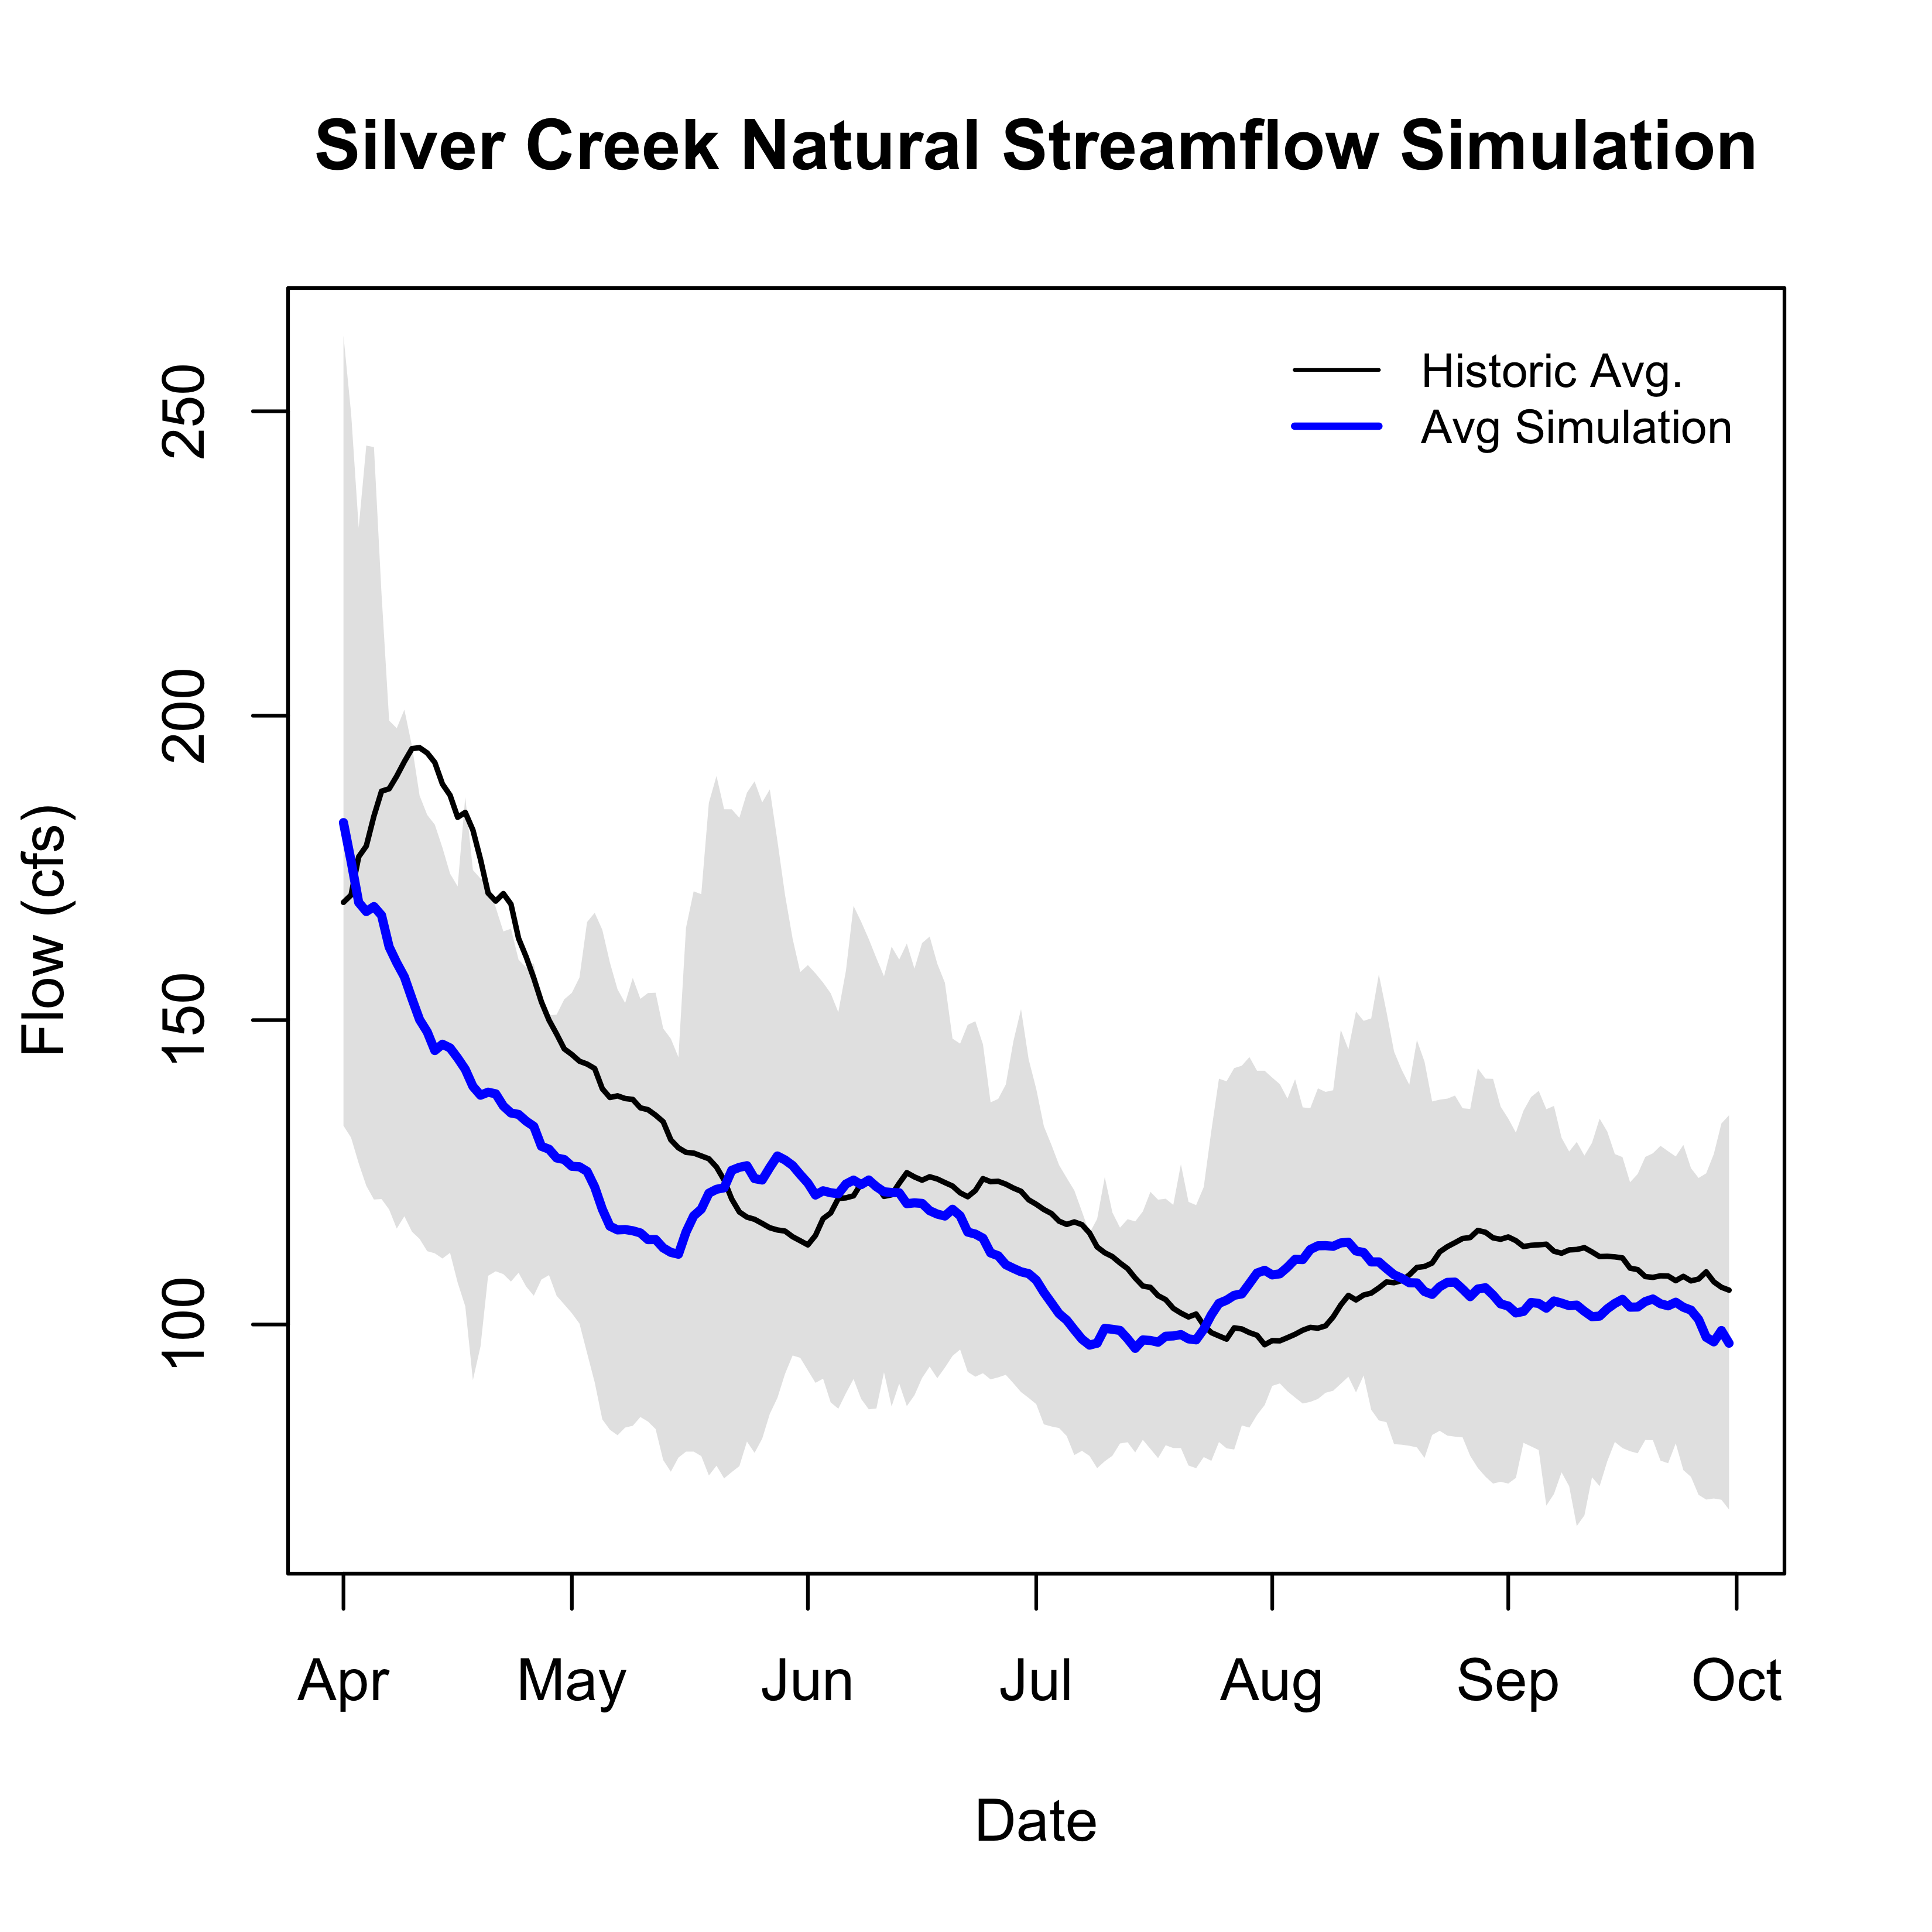 Silver Creek Natural Streamflow Simulation
Historic Avg.
Avg Simulation
Flow (cfs)
250
200
150
100
Apr May Jun Jul Aug Sep Oct
Date